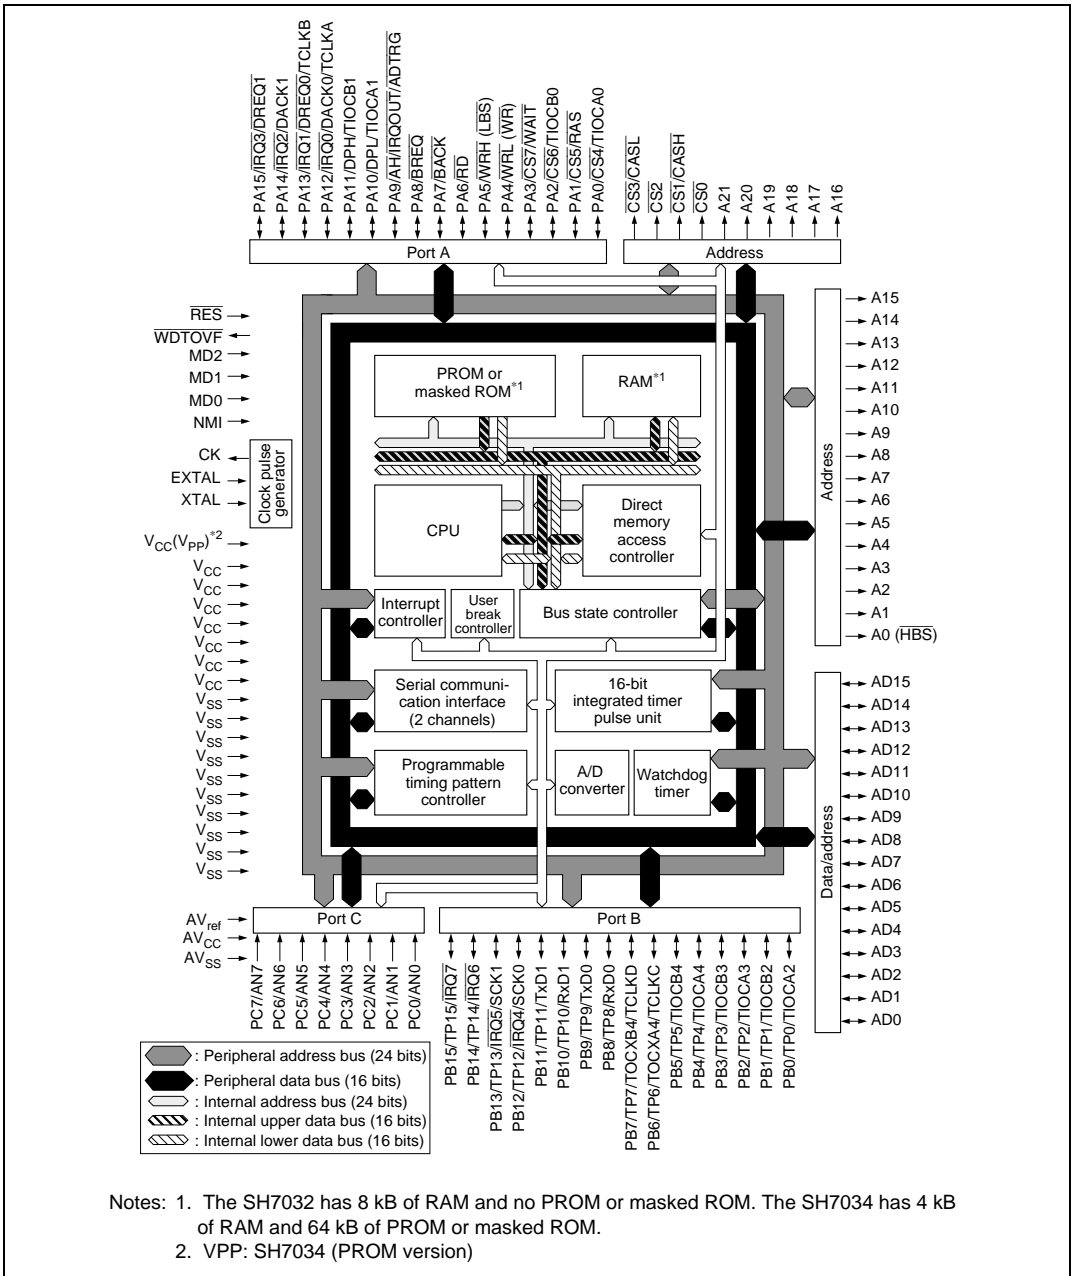 PA15/IRQ3/DREQ1
PA14/IRQ2/DACK1
PA13/IRQ1/DREQ0/TCLKB
PA12/IRQ0/DACK0/TCLKA
PA11/DPH/TIOCB1
PA10/DPL/TIOCA1
PA9/AH/IRQOUT/ADTRG
PA8/BREQ
PA7/BACK
PA6/RD
PA5/WRH (LBS)
PA4/WRL (WR)
PA3/CS7/WAIT
PA2/CS6/TIOCB0
PA1/CS5/RAS
PA0/CS4/TIOCA0
CS3/CASL
CS2
CS1/CASH
CS0
A21
A20
A19
A18
A17
A16
Port A
Address
RES
WDTOVF
MD2
MD1
MD0
NMI
CK
EXTAL
XTAL
Clock pulse
generator
VCC(VPP)*2
VCC
VCC
VCC
VCC
VCC
VCC
VCC
VSS
VSS
VSS
VSS
VSS
VSS
VSS
VSS
VSS
VSS
AVref
AVCC
AVSS
PROM or
masked ROM*1
RAM*1
CPU
Direct
memory
access
controller
Interrupt
controller
User
break
controller
Bus state controller
Serial communi-
cation interface
(2 channels)
16-bit
integrated timer
pulse unit
Programmable
timing pattern
controller
A/D
converter
Watchdog
timer
Address
A15
A14
A13
A12
A11
A10
A9
A8
A7
A6
A5
A4
A3
A2
A1
A0 (HBS)
Data/address
AD15
AD14
AD13
AD12
AD11
AD10
AD9
AD8
AD7
AD6
AD5
AD4
AD3
AD2
AD1
AD0
Port C
Port B
PC7/AN7
PC6/AN6
PC5/AN5
PC4/AN4
PC3/AN3
PC2/AN2
PC1/AN1
PC0/AN0
PB15/TP15/IRQ7
PB14/TP14/IRQ6
PB13/TP13/IRQ5/SCK1
PB12/TP12/IRQ4/SCK0
PB11/TP11/TxD1
PB10/TP10/RxD1
PB9/TP9/TxD0
PB8/TP8/RxD0
PB7/TP7/TOCXB4/TCLKD
PB6/TP6/TOCXA4/TCLKC
PB5/TP5/TIOCB4
PB4/TP4/TIOCA4
PB3/TP3/TIOCB3
PB2/TP2/TIOCA3
PB1/TP1/TIOCB2
PB0/TP0/TIOCA2
: Peripheral address bus (24 bits)
: Peripheral data bus (16 bits)
: Internal address bus (24 bits)
: Internal upper data bus (16 bits)
: Internal lower data bus (16 bits)
Notes: 1. The SH7032 has 8 kB of RAM and no PROM or masked ROM. The SH7034 has 4 kB
of RAM and 64 kB of PROM or masked ROM.
2. VPP: SH7034 (PROM version)